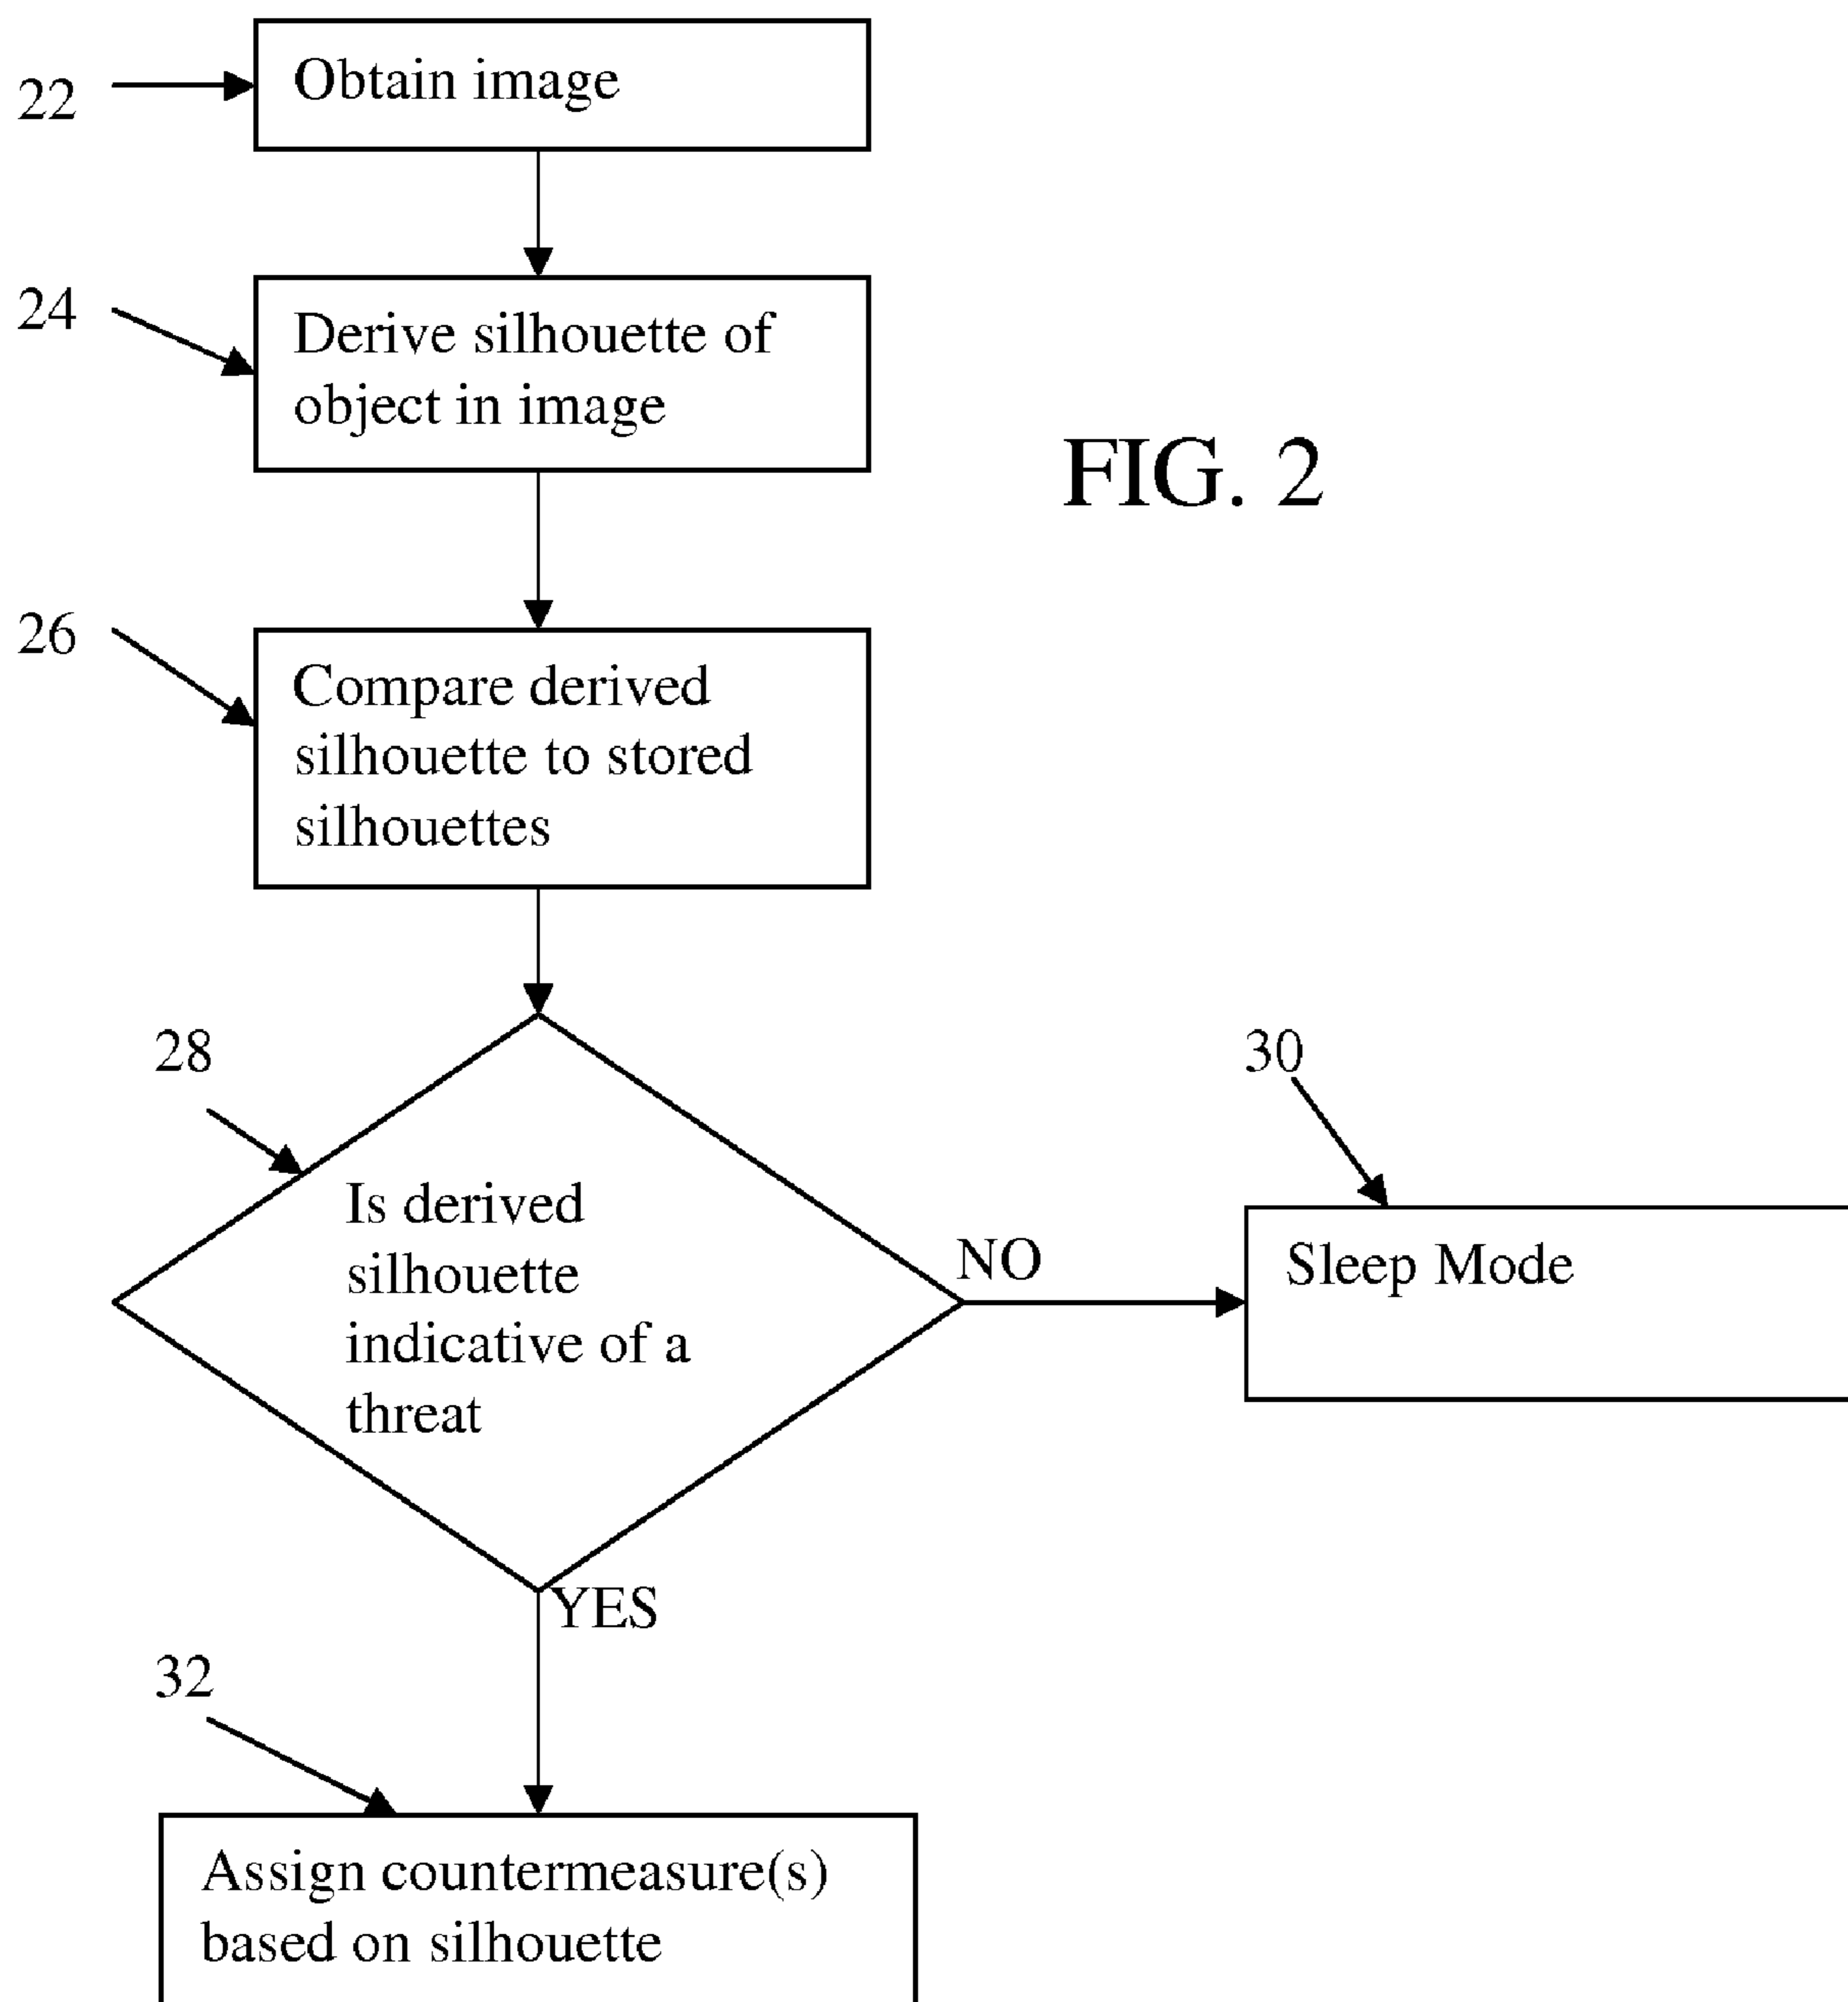 22
Obtain image
24
Derive silhouette of
object in image
FIG. 2
26
Compare derived
silhouette to stored
silhouettes
28
Is derived
silhouette
indicative of a
threat
NO
30
Sleep Mode
YES
32
Assign countermeasure(s)
based on silhouette